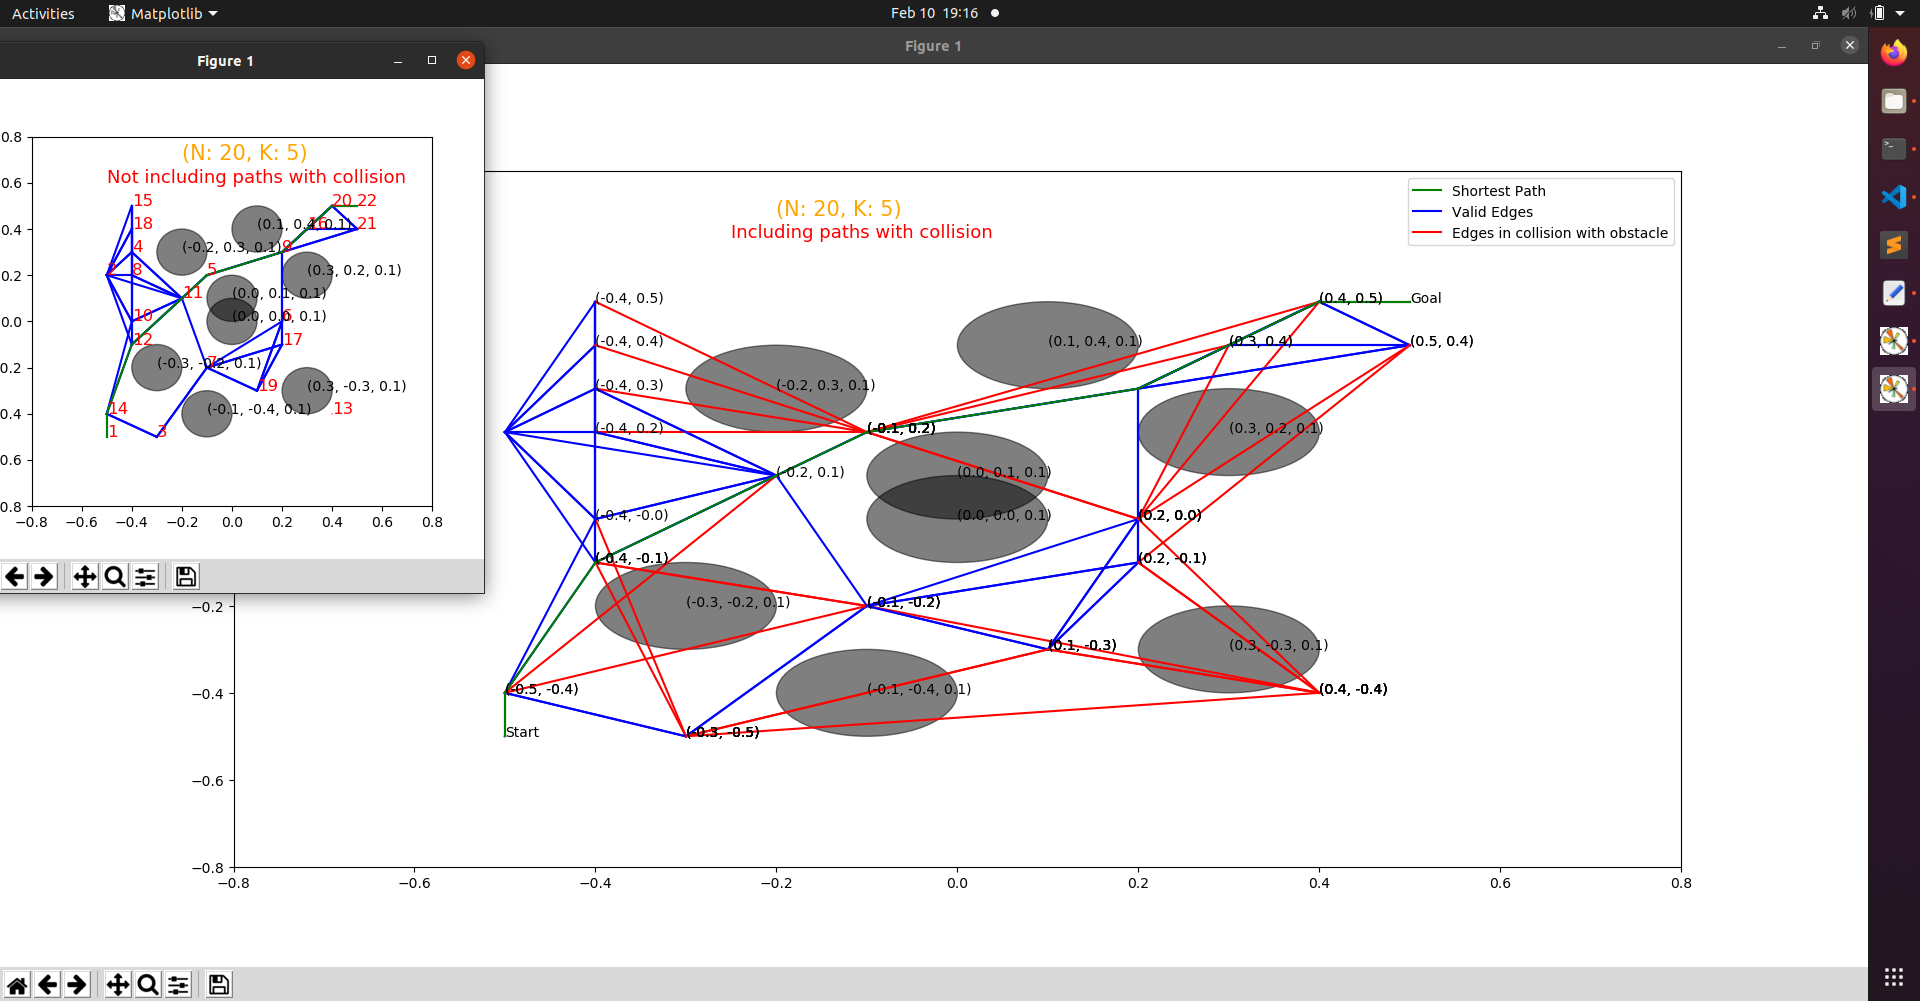 Activities Matplotlib Feb 10 19:16
Figure 1
Figure 1
(N: 20, K: 5)
Not including paths with collision
0.8
0.6
0.4
0.2
0.0
0.2
0.4
0.6
0.8
15
20 22
18
(0.1, 0.4, 0.1)
16
21
4
(-0.2, 0.3, 0.1)
9
8
5
(0.3, 0.2, 0.1)
11
(0.0, 0.1, 0.1)
10
(0.0, 0.0, 0.1)
6
12
17
(-0.3, -0.2, 0.1)
7
19
(0.3, -0.3, 0.1)
14
(-0.1, -0.4, 0.1)
13
1
3
−0.8 −0.6 −0.4 −0.2 0.0 0.2 0.4 0.6 0.8
(N: 20, K: 5)
Including paths with collision
Shortest Path
Valid Edges
Edges in collision with obstacle
(-0.4, 0.5)
(0.4, 0.5)
Goal
(-0.4, 0.4)
(0.1, 0.4, 0.1)
(0.3, 0.4)
(0.5, 0.4)
(-0.4, 0.3)
(-0.2, 0.3, 0.1)
(-0.4, 0.2)
(-0.1, 0.2)
(0.3, 0.2, 0.1)
(-0.2, 0.1)
(0.0, 0.1, 0.1)
(-0.4, -0.0)
(0.0, 0.0, 0.1)
(0.2, 0.0)
(-0.4, -0.1)
(0.2, -0.1)
(-0.3, -0.2, 0.1)
(-0.1, -0.2)
(0.1, -0.3)
(0.3, -0.3, 0.1)
(-0.5, -0.4)
(-0.1, -0.4, 0.1)
(0.4, -0.4)
Start
(-0.3, -0.5)
−0.2
−0.4
−0.6
−0.8
−0.8 −0.6 −0.4 −0.2 0.0 0.2 0.4 0.6 0.8